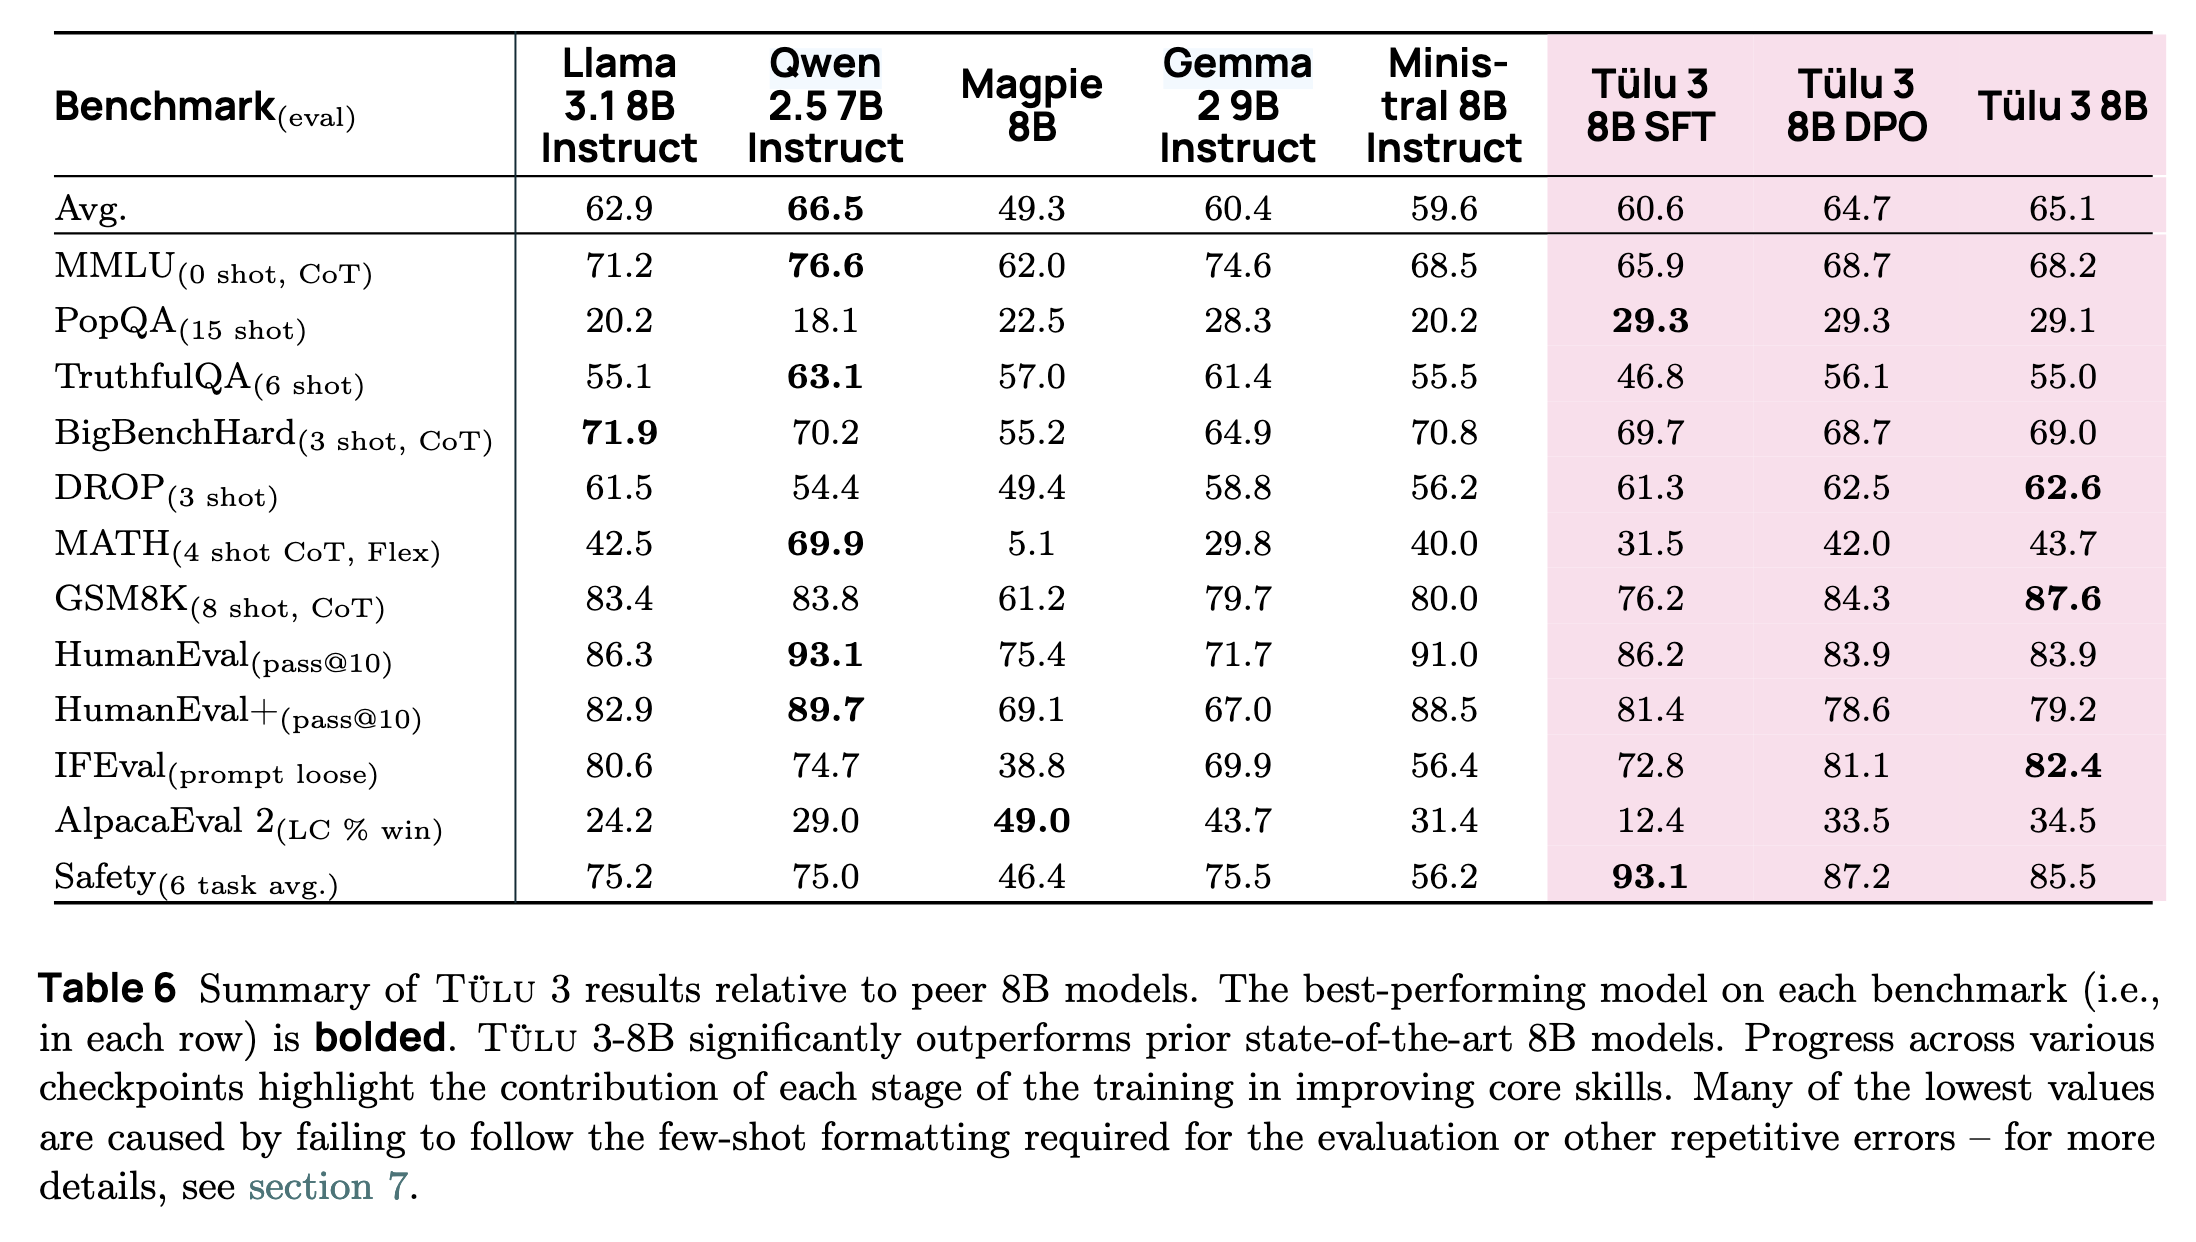 Benchmark(eval) Llama 3.1 8B Instruct Qwen 2.5 7B Instruct Magpie 8B Gemma 2 9B Instruct Minis-tral 8B Instruct Tülu 3 8B SFT Tülu 3 8B DPO Tülu 3 8B
Avg. 62.9 66.5 49.3 60.4 59.6 60.6 64.7 65.1
MMLU(0 shot, CoT) 71.2 76.6 62.0 74.6 68.5 65.9 68.7 68.2
PopQA(15 shot) 20.2 18.1 22.5 28.3 20.2 29.3 29.3 29.1
TruthfulQA(6 shot) 55.1 63.1 57.0 61.4 55.5 46.8 56.1 55.0
BigBenchHard(3 shot, CoT) 71.9 70.2 55.2 64.9 70.8 69.7 68.7 69.0
DROP(3 shot) 61.5 54.4 49.4 58.8 56.2 61.3 62.5 62.6
MATH(4 shot CoT, Flex) 42.5 69.9 5.1 29.8 40.0 31.5 42.0 43.7
GSM8K(8 shot, CoT) 83.4 83.8 61.2 79.7 80.0 76.2 84.3 87.6
HumanEval(pass@10) 86.3 93.1 75.4 71.7 91.0 86.2 83.9 83.9
HumanEval+(pass@10) 82.9 89.7 69.1 67.0 88.5 81.4 78.6 79.2
IFEval(prompt loose) 80.6 74.7 38.8 69.9 56.4 72.8 81.1 82.4
AlpacaEval 2(LC % win) 24.2 29.0 49.0 43.7 31.4 12.4 33.5 34.5
Safety(6 task avg.) 75.2 75.0 46.4 75.5 56.2 93.1 87.2 85.5
Table 6 Summary of TÜLU 3 results relative to peer 8B models. The best-performing model on each benchmark (i.e.,
in each row) is bolded. TÜLU 3-8B significantly outperforms prior state-of-the-art 8B models. Progress across various
checkpoints highlight the contribution of each stage of the training in improving core skills. Many of the lowest values
are caused by failing to follow the few-shot formatting required for the evaluation or other repetitive errors – for more
details, see section 7.